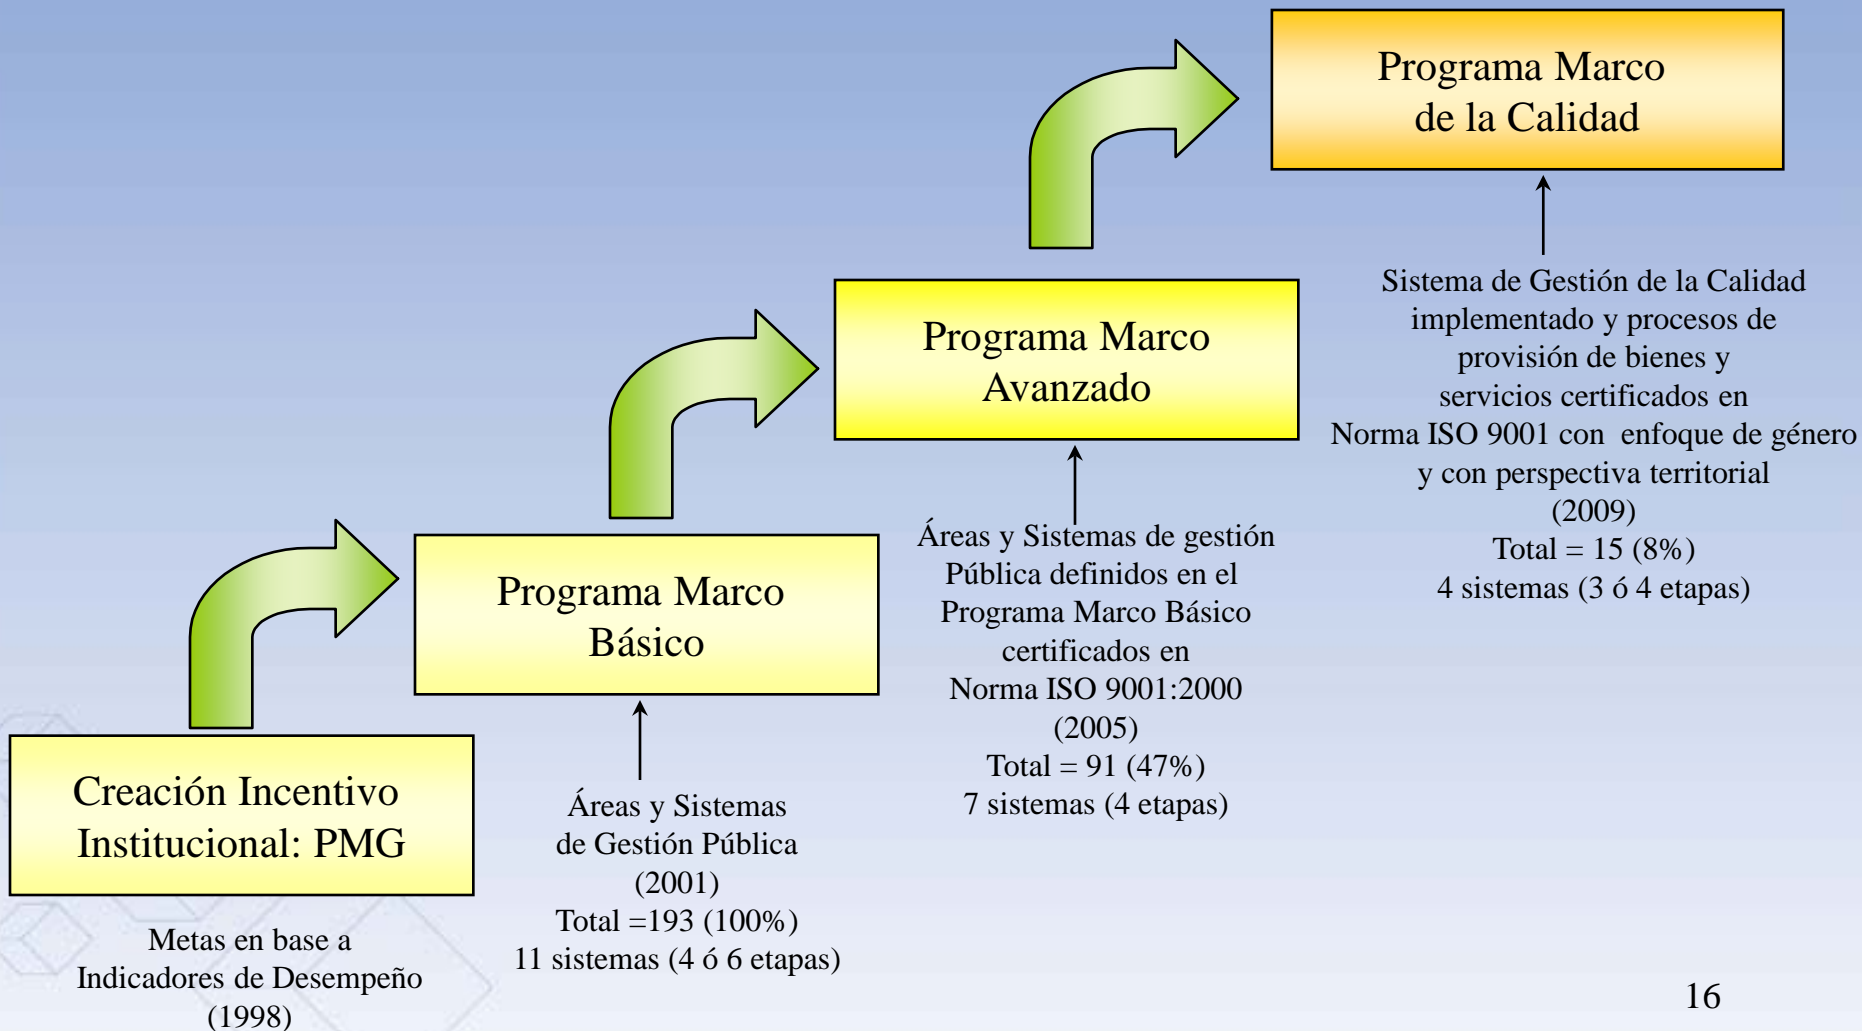 Programa Marco
de la Calidad
Sistema de Gestión de la Calidad
implementado y procesos de
provisión de bienes y
servicios certificados en
Norma ISO 9001 con  enfoque de género
y con perspectiva territorial
(2009)
Total = 15 (8%)
4 sistemas (3 ó 4 etapas)
Programa Marco
Avanzado
Áreas y Sistemas de gestión
Pública definidos en el
Programa Marco Básico
certificados en
Norma ISO 9001:2000
(2005)
Total = 91 (47%)
7 sistemas (4 etapas)
Programa Marco
Básico
Áreas y Sistemas
de Gestión Pública
(2001)
Total =193 (100%)
11 sistemas (4 ó 6 etapas)
Creación Incentivo
Institucional: PMG
Metas en base a
Indicadores de Desempeño
(1998)
16